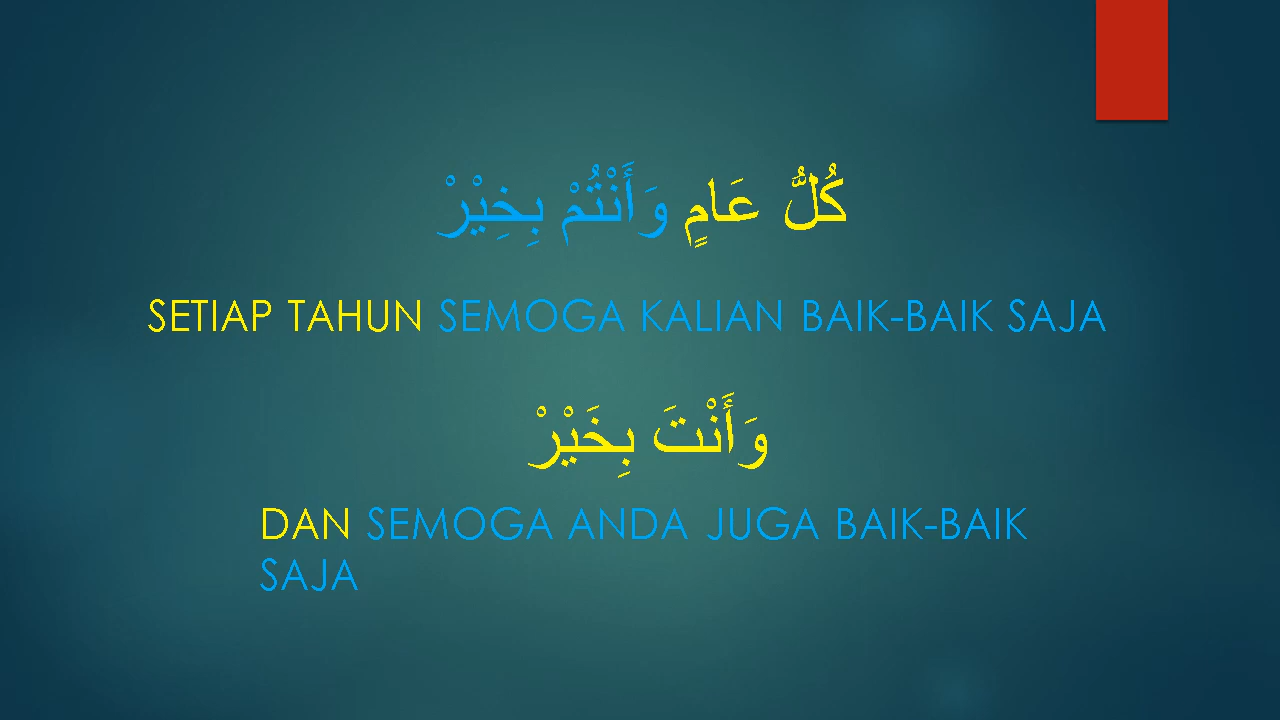 كُلُّ عَامٍ وَأَنْتُمْ بِخِيْرْ
SETIAP TAHUN SEMOGA KALIAN BAIK-BAIK SAJA
وَأَنْتَ بِخَيْرْ
DAN SEMOGA ANDA JUGA BAIK-BAIK
SAJA